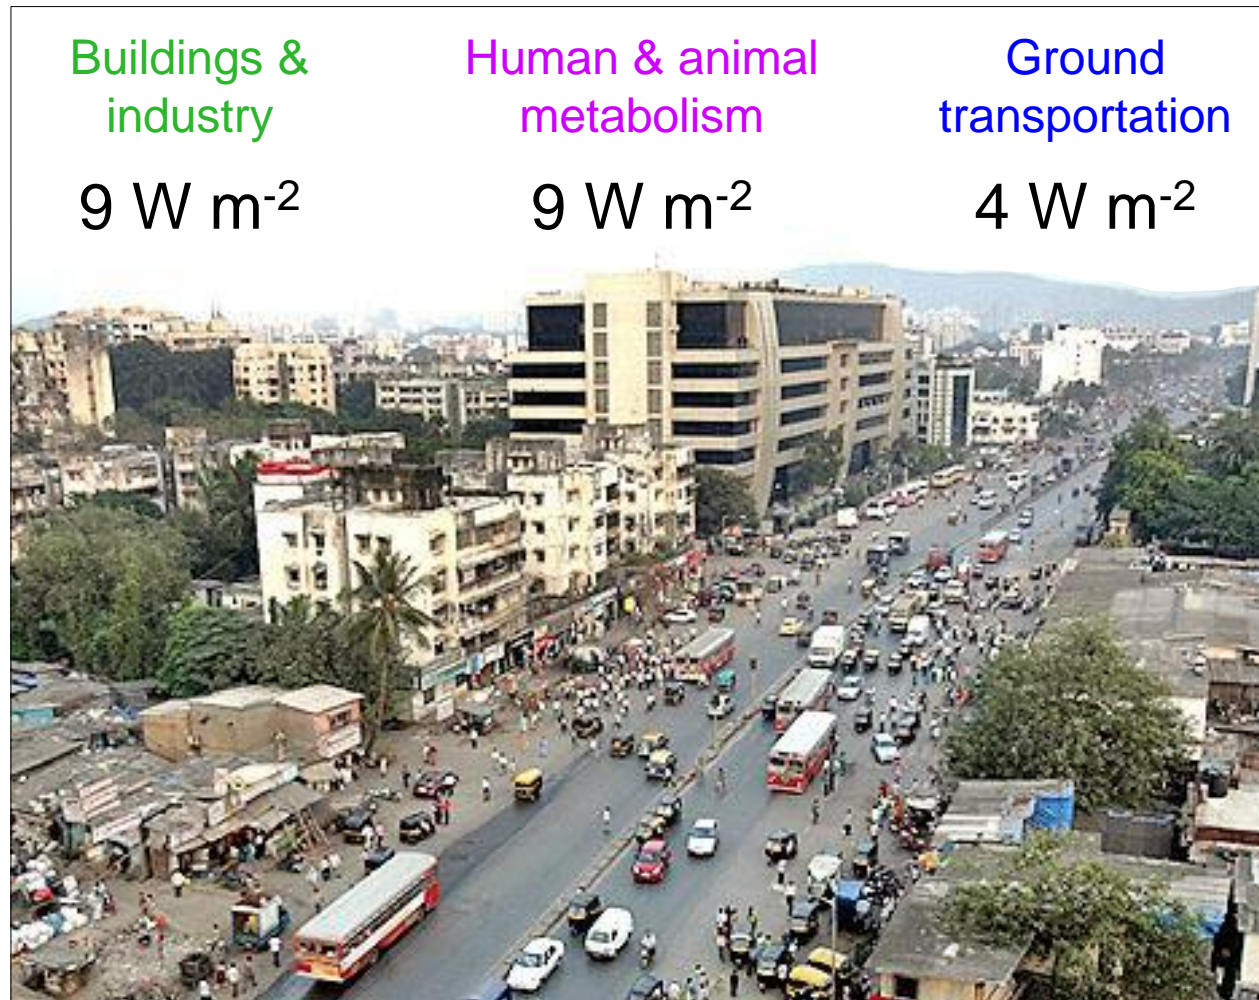 Buildings &
industry
9 W m-2
Human & animal
metabolism
9 W m-2
Ground
transportation
4 W m-2